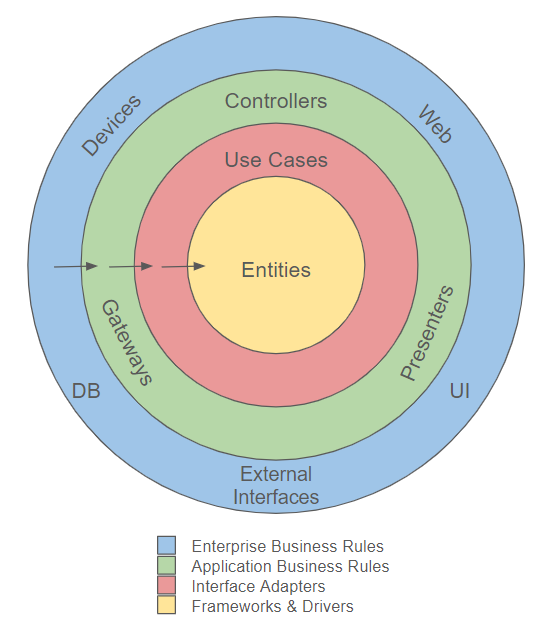 Devices
Controllers
Web
Use Cases
Entities
Gateways
Presenters
DB
UI
External
Interfaces
Enterprise Business Rules
Application Business Rules
Interface Adapters
Frameworks & Drivers